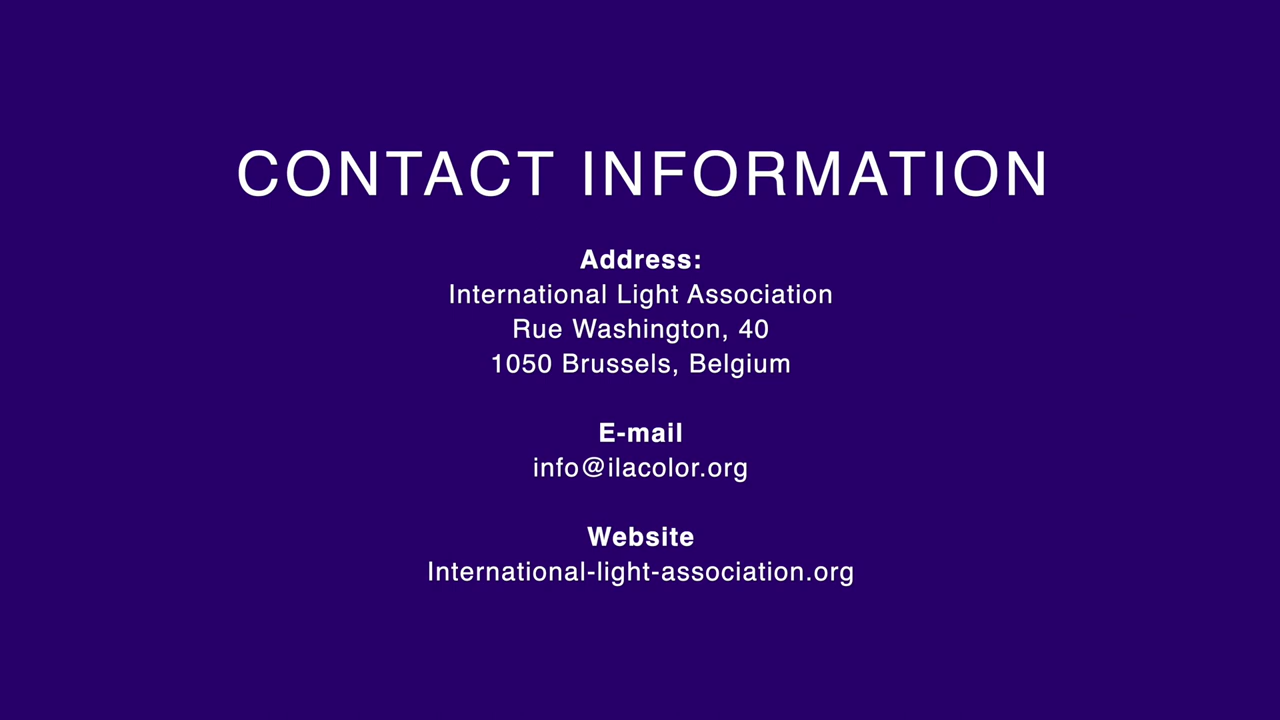 CONTACT INFORMATION
Address:
International Light Association
Rue Washington, 40
1050 Brussels, Belgium
E-mail
info@ilacolor.org
Website
International-light-association.org